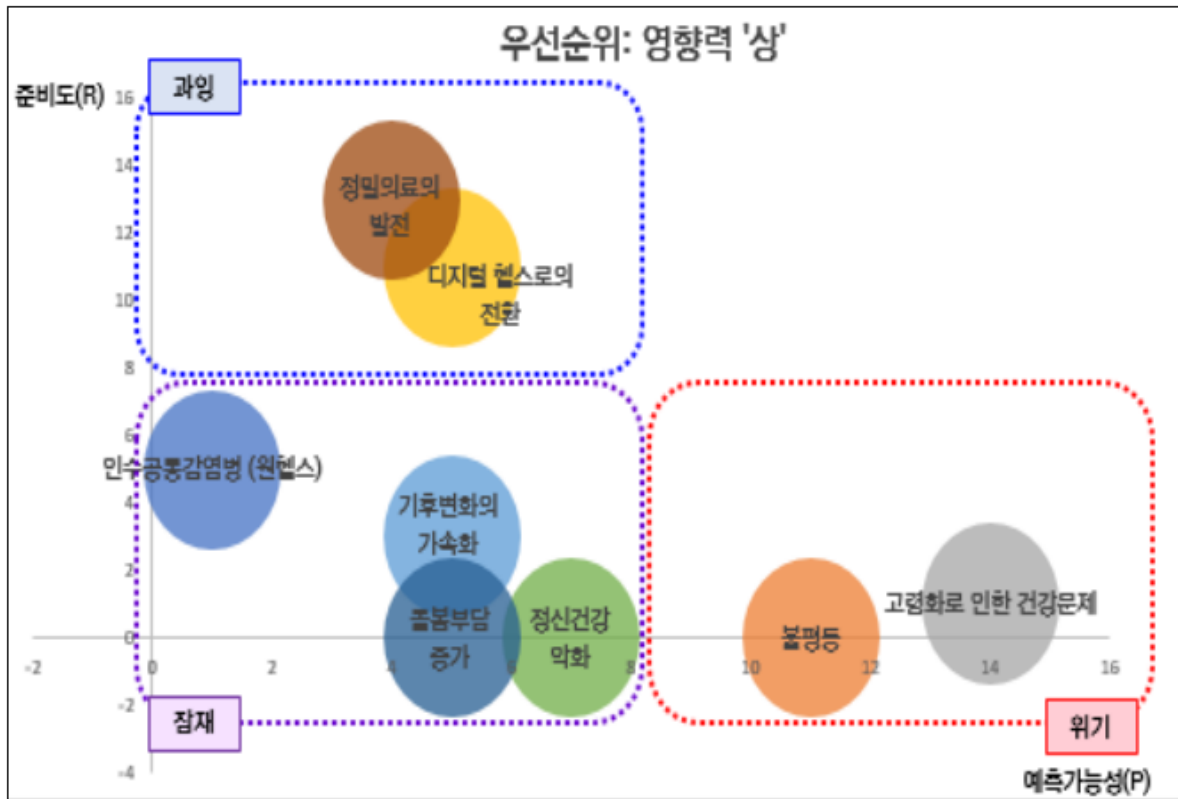 우선순위: 영향력 '상'
과잉
준비도(R)
16
14
12
10
8
6
4
2
0
-2
-4
정밀의료의
발전
디지털 헬스로의
전환
인수공통감염병 (원헬스)
기후변화의
가속화
돌봄부담
증가
정신건강
악화
불평등
고령화로 인한 건강문제
-2
0
2
4
6
8
10
12
14
16
잠재
위기
예측가능성(P)